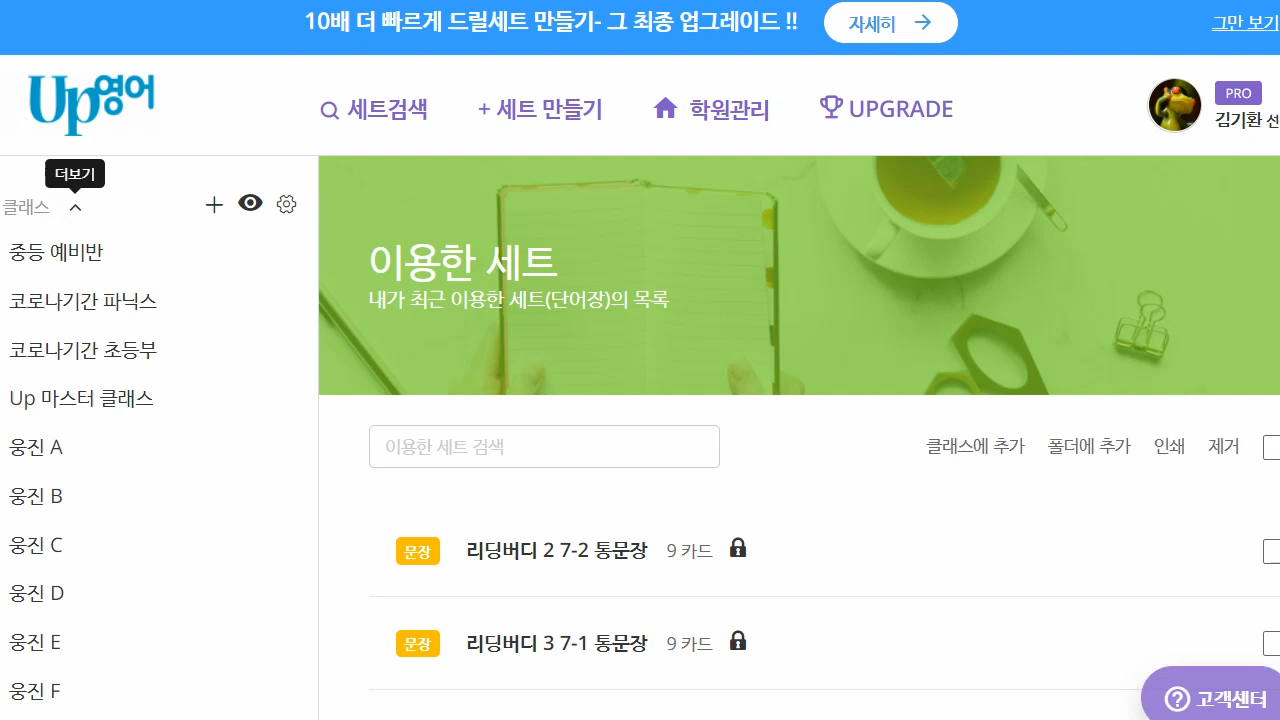 10배 더 빠르게 드릴세트 만들기- 그 최종 업그레이드 !!
자세히
그만 보기
Up영어
세트검색
+ 세트 만들기
학원관리
UPGRADE
PRO
김기환 선
더보기
클래스
중등 예비반
코로나기간 파닉스
코로나기간 초등부
Up 마스터 클래스
웅진 A
웅진 B
웅진 C
웅진 D
웅진 E
웅진 F
이용한 세트
내가 최근 이용한 세트(단어장)의 목록
이용한 세트 검색
클래스에 추가
폴더에 추가
인쇄
제거
문장 리딩버디 2 7-2 통문장 9 카드
문장 리딩버디 3 7-1 통문장 9 카드
고객센터